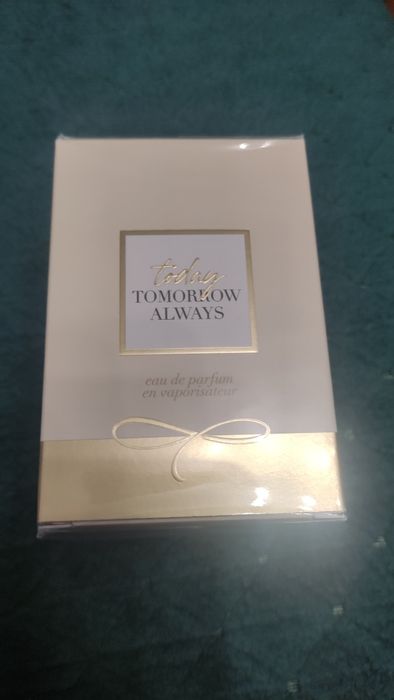 today
TOMORROW
ALWAYS
eau de parfum
en vaporisateur